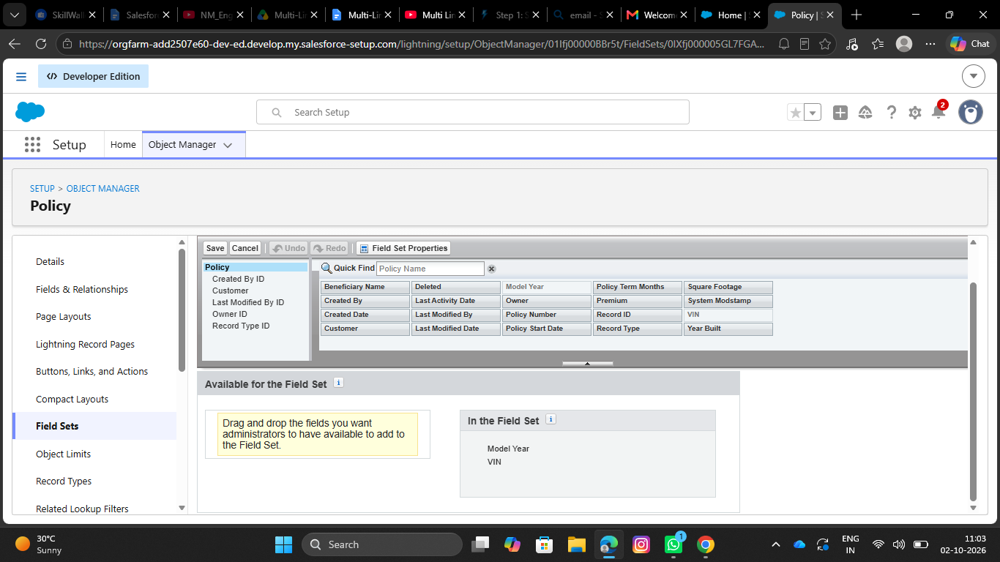 SkillWall
Salesfor
NM_Eng
Multi-Lin
Multi-Lin
Multi Lin
Step 1: S
email - S
Welcom
Home | S
Policy | S
https://orgfarm-add2507e60-dev-ed.develop.my.salesforce-setup.com/lightning/setup/ObjectManager/01Ifj00000BBr5t/FieldSets/0IXfj000005GL7FGA...
Chat
Developer Edition
Search Setup
2
Setup
Home
Object Manager
SETUP > OBJECT MANAGER
Policy
Details
Fields & Relationships
Page Layouts
Lightning Record Pages
Buttons, Links, and Actions
Compact Layouts
Field Sets
Object Limits
Record Types
Related Lookup Filters
Save Cancel Undo Redo Field Set Properties
Policy
Created By ID
Customer
Last Modified By ID
Owner ID
Record Type ID
Quick Find Policy Name
Beneficiary Name Deleted Model Year Policy Term Months Square Footage
Created By Last Activity Date Owner Premium System Modstamp
Created Date Last Modified By Policy Number Record ID VIN
Customer Last Modified Date Policy Start Date Record Type Year Built
Available for the Field Set
Drag and drop the fields you want
administrators to have available to add to
the Field Set.
In the Field Set
Model Year
VIN
30°C
Sunny
Search
1
ENG
IN
11:03
02-10-2026